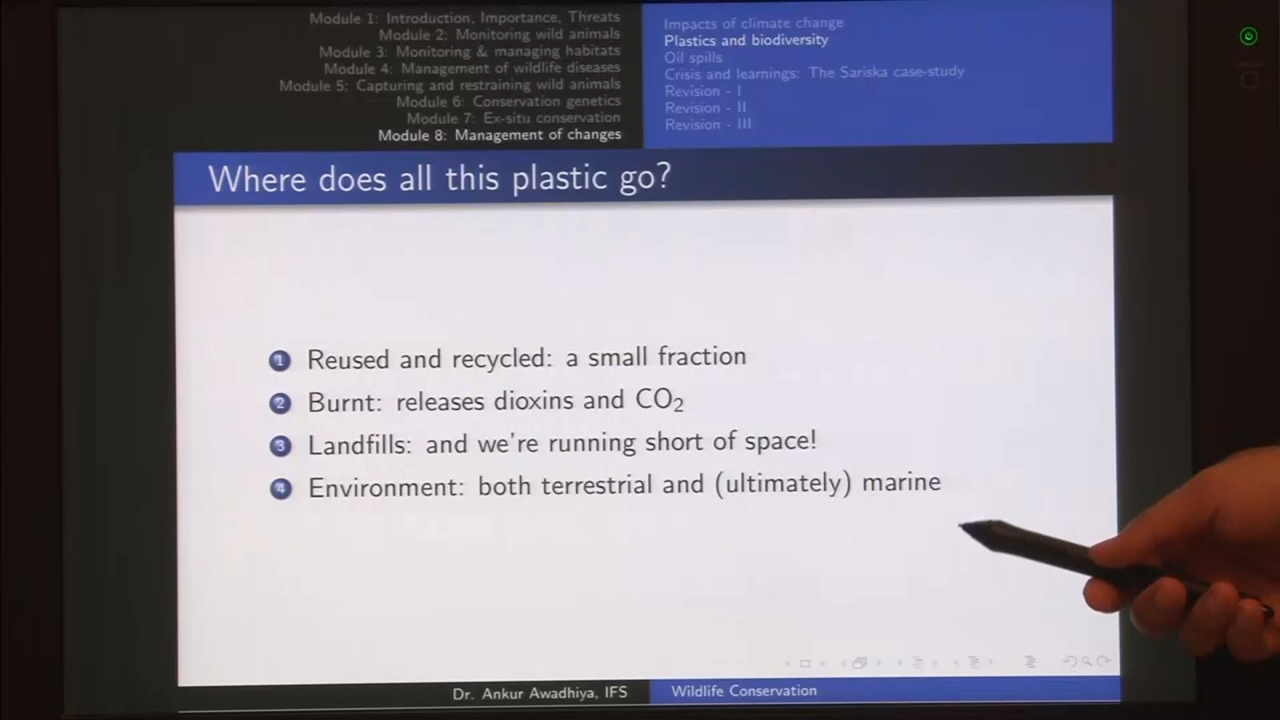 Module 1: Introduction, Importance, Threats
Module 2: Monitoring wild animals
Module 3: Monitoring & managing habitats
Module 4: Management of wildlife diseases
Module 5: Capturing and restraining wild animals
Module 6: Conservation genetics
Module 7: Ex-situ conservation
Module 8: Management of changes
Impacts of climate change
Plastics and biodiversity
Oil spills
Crisis and learnings: The Sariska case-study
Revision - I
Revision - II
Revision - III
Where does all this plastic go?
1 Reused and recycled: a small fraction
2 Burnt: releases dioxins and CO₂
3 Landfills: and we're running short of space!
4 Environment: both terrestrial and (ultimately) marine
Dr. Ankur Awadhiya, IFS
Wildlife Conservation